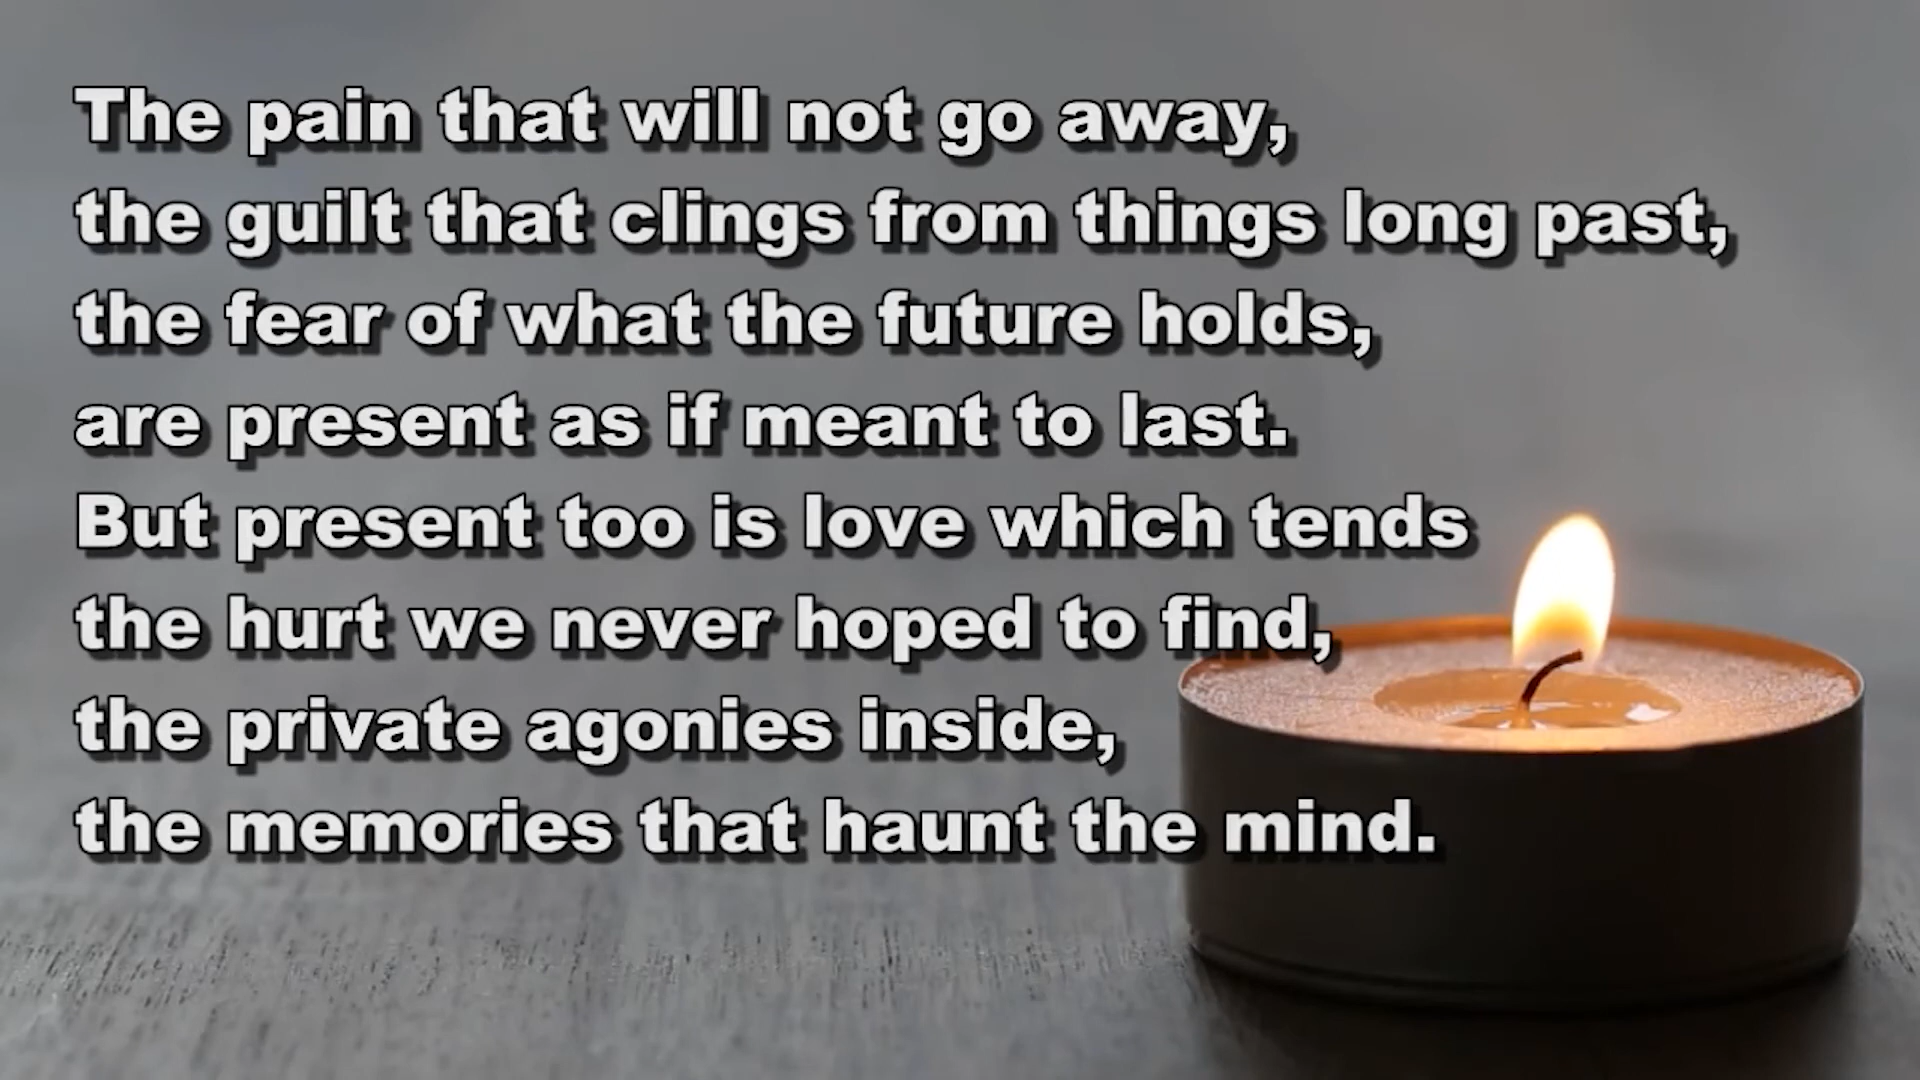 The pain that will not go away,
the guilt that clings from things long past,
the fear of what the future holds,
are present as if meant to last.
But present too is love which tends
the hurt we never hoped to find,
the private agonies inside,
the memories that haunt the mind.